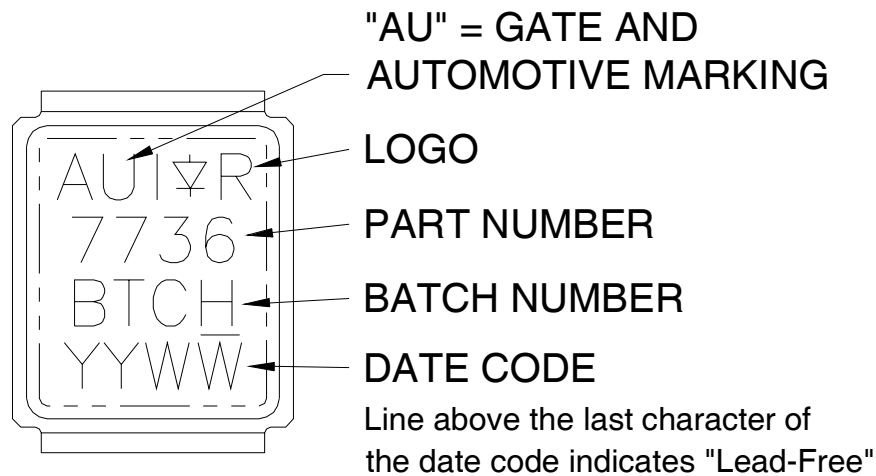 "AU" = GATE AND
AUTOMOTIVE MARKING
AUI R
LOGO
7736
PART NUMBER
BTCH
BATCH NUMBER
YYWW
DATE CODE
Line above the last character of
the date code indicates "Lead-Free"